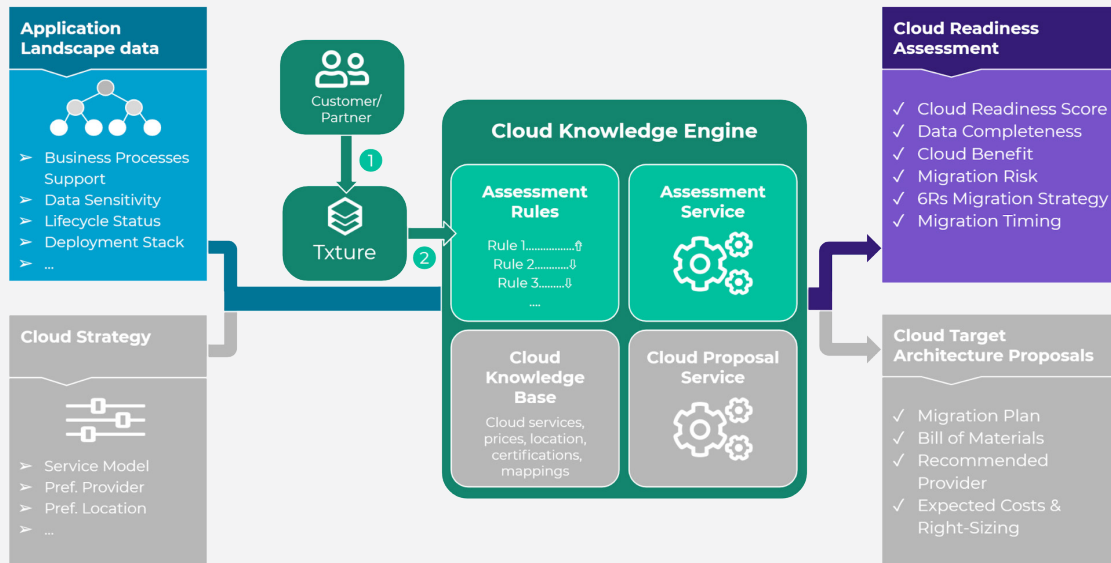 Application
Landscape data
➢ Business Processes
Support
➢ Data Sensitivity
➢ Lifecycle Status
➢ Deployment Stack
➢ ...
Cloud Strategy
➢ Service Model
➢ Pref. Provider
➢ Pref. Location
➢ ...
Customer/
Partner
1
Txture
2
Cloud Knowledge Engine
Assessment
Rules
Rule 1................⇧
Rule 2............⇩
Rule 3.........⇩
....
Assessment
Service
Cloud
Knowledge
Base
Cloud services,
prices, location,
certifications,
mappings
Cloud Proposal
Service
Cloud Readiness
Assessment
✓ Cloud Readiness Score
✓ Data Completeness
✓ Cloud Benefit
✓ Migration Risk
✓ 6Rs Migration Strategy
✓ Migration Timing
Cloud Target
Architecture Proposals
✓ Migration Plan
✓ Bill of Materials
✓ Recommended
Provider
✓ Expected Costs &
Right-Sizing